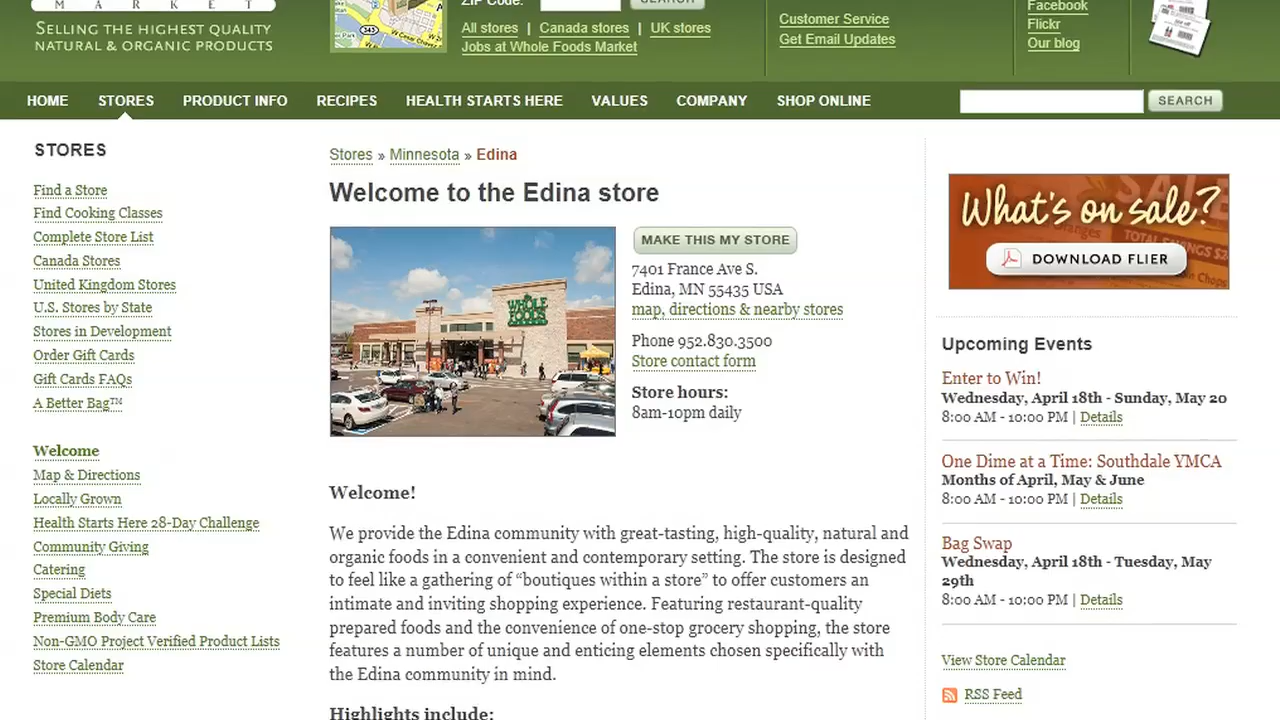 MARKET
SELLING THE HIGHEST QUALITY
NATURAL & ORGANIC PRODUCTS
343
ZIP Code:
SEARCH
All stores | Canada stores | UK stores
Jobs at Whole Foods Market
Customer Service
Get Email Updates
Facebook
Flickr
Our blog
HOME STORES PRODUCT INFO RECIPES HEALTH STARTS HERE VALUES COMPANY SHOP ONLINE SEARCH
STORES
Find a Store
Find Cooking Classes
Complete Store List
Canada Stores
United Kingdom Stores
U.S. Stores by State
Stores in Development
Order Gift Cards
Gift Cards FAQs
A Better Bag™
Welcome
Map & Directions
Locally Grown
Health Starts Here 28-Day Challenge
Community Giving
Catering
Special Diets
Premium Body Care
Non-GMO Project Verified Product Lists
Store Calendar
Stores » Minnesota » Edina
Welcome to the Edina store
WHOLE
FOODS
MAKE THIS MY STORE
7401 France Ave S.
Edina, MN 55435 USA
map, directions & nearby stores
Phone 952.830.3500
Store contact form
Store hours:
8am-10pm daily
Welcome!
We provide the Edina community with great-tasting, high-quality, natural and
organic foods in a convenient and contemporary setting. The store is designed
to feel like a gathering of “boutiques within a store” to offer customers an
intimate and inviting shopping experience. Featuring restaurant-quality
prepared foods and the convenience of one-stop grocery shopping, the store
features a number of unique and enticing elements chosen specifically with
the Edina community in mind.
Highlights include:
What's on sale?
DOWNLOAD FLIER
Upcoming Events
Enter to Win!
Wednesday, April 18th - Sunday, May 20
8:00 AM - 10:00 PM | Details
One Dime at a Time: Southdale YMCA
Months of April, May & June
8:00 AM - 10:00 PM | Details
Bag Swap
Wednesday, April 18th - Tuesday, May
29th
8:00 AM - 10:00 PM | Details
View Store Calendar
RSS Feed